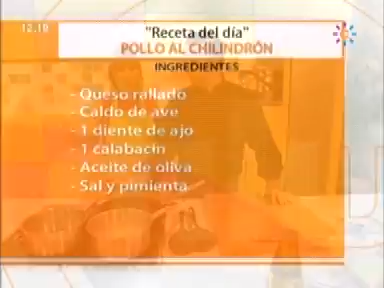 12.18
"Receta del día"
POLLO AL CHILINDRÓN
INGREDIENTES
- Queso rallado
- Caldo de ave
- 1 diente de ajo
- 1 calabacín
- Aceite de oliva
- Sal y pimienta